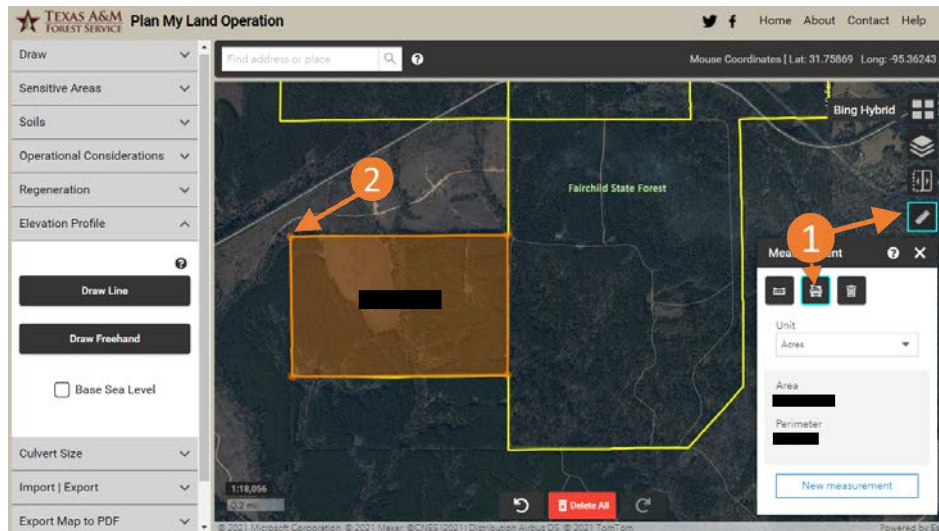 TEXAS A&M
FOREST SERVICE
Plan My Land Operation
Home About Contact Help
Draw
Sensitive Areas
Soils
Operational Considerations
Regeneration
Elevation Profile
Draw Line
Draw Freehand
Base Sea Level
Culvert Size
Import | Export
Export Map to PDF
Find address or place
Mouse Coordinates | Lat: 31.75869 Long: -95.36243
Bing Hybrid
2
Fairchild State Forest
1
Unit
Acres
Area
Perimeter
New measurement
1:18,056
0.2 mi
Delete All
© 2021 Microsoft Corporation, © 2021 Maxar, ©CNES (2021) Distribution Airbus DS, © 2021 TomTom
Powered by